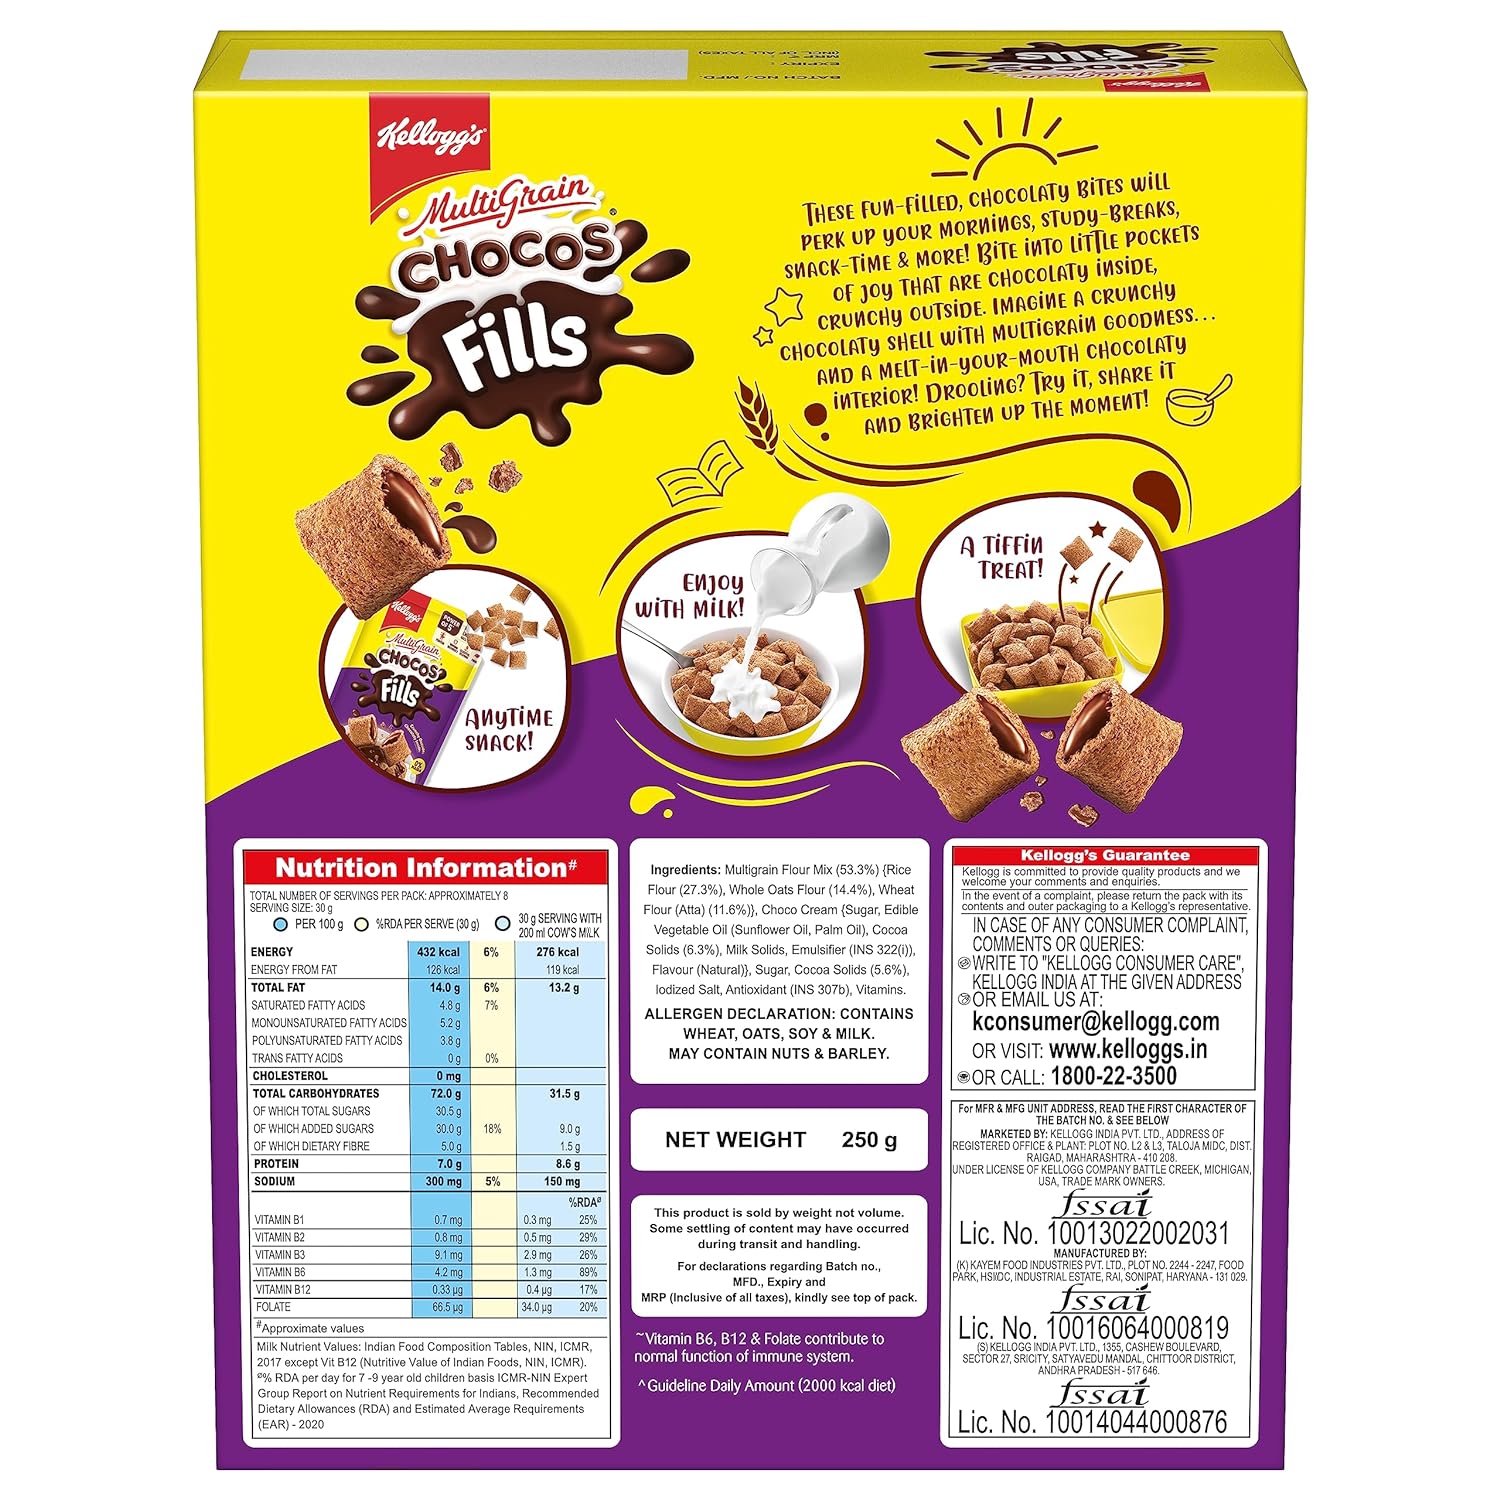 BATCH NO./ MFD.
EXPIRY :
MRP ₹ :
(INCL. OF ALL TAXES)
Kellogg's
MultiGrain
CHOCOS
Fills
Kellogg's
MultiGrain
CHOCOS®
Fills
THESE FUN-FILLED, CHOCOLATY BITES WILL
PERK UP YOUR MORNINGS, STUDY-BREAKS,
SNACK-TIME & MORE! BITE INTO LITTLE POCKETS
OF JOY THAT ARE CHOCOLATY INSIDE,
CRUNCHY OUTSIDE. IMAGINE A CRUNCHY
CHOCOLATY SHELL WITH MULTIGRAIN GOODNESS...
AND A MELT-IN-YOUR-MOUTH CHOCOLATY
INTERIOR! DROOLING? TRY IT, SHARE IT
AND BRIGHTEN UP THE MOMENT!
Kellogg's
POWER
OF 5
MultiGrain
CHOCOS
Fills
ANYTIME
SNACK!
ENJOY
WITH MILK!
A TIFFIN
TREAT!
Nutrition Information#
TOTAL NUMBER OF SERVINGS PER PACK: APPROXIMATELY 8
SERVING SIZE: 30 g
PER 100 g %RDA PER SERVE (30 g) 30 g SERVING WITH
200 ml COW'S MILK
ENERGY 432 kcal 6% 276 kcal
ENERGY FROM FAT 126 kcal 119 kcal
TOTAL FAT 14.0 g 6% 13.2 g
SATURATED FATTY ACIDS 4.8 g 7%
MONOUNSATURATED FATTY ACIDS 5.2 g
POLYUNSATURATED FATTY ACIDS 3.8 g
TRANS FATTY ACIDS 0 g 0%
CHOLESTEROL 0 mg
TOTAL CARBOHYDRATES 72.0 g 31.5 g
OF WHICH TOTAL SUGARS 30.5 g
OF WHICH ADDED SUGARS 30.0 g 18% 9.0 g
OF WHICH DIETARY FIBRE 5.0 g 1.5 g
PROTEIN 7.0 g 8.6 g
SODIUM 300 mg 5% 150 mg
%RDAø
VITAMIN B1 0.7 mg 0.3 mg 25%
VITAMIN B2 0.8 mg 0.5 mg 29%
VITAMIN B3 9.1 mg 2.9 mg 26%
VITAMIN B6 4.2 mg 1.3 mg 89%
VITAMIN B12 0.33 µg 0.4 µg 17%
FOLATE 66.5 µg 34.0 µg 20%
#Approximate values
Milk Nutrient Values: Indian Food Composition Tables, NIN, ICMR,
2017 except Vit B12 (Nutritive Value of Indian Foods, NIN, ICMR).
ø% RDA per day for 7 -9 year old children basis ICMR-NIN Expert
Group Report on Nutrient Requirements for Indians, Recommended
Dietary Allowances (RDA) and Estimated Average Requirements
(EAR) - 2020
Ingredients: Multigrain Flour Mix (53.3%) {Rice
Flour (27.3%), Whole Oats Flour (14.4%), Wheat
Flour (Atta) (11.6%)}, Choco Cream {Sugar, Edible
Vegetable Oil (Sunflower Oil, Palm Oil), Cocoa
Solids (6.3%), Milk Solids, Emulsifier (INS 322(i)),
Flavour (Natural)}, Sugar, Cocoa Solids (5.6%),
Iodized Salt, Antioxidant (INS 307b), Vitamins.
ALLERGEN DECLARATION: CONTAINS
WHEAT, OATS, SOY & MILK.
MAY CONTAIN NUTS & BARLEY.
NET WEIGHT 250 g
This product is sold by weight not volume.
Some settling of content may have occurred
during transit and handling.
For declarations regarding Batch no.,
MFD., Expiry and
MRP (Inclusive of all taxes), kindly see top of pack.
~Vitamin B6, B12 & Folate contribute to
normal function of immune system.
^Guideline Daily Amount (2000 kcal diet)
Kellogg's Guarantee
Kellogg is committed to provide quality products and we
welcome your comments and enquiries.
In the event of a complaint, please return the pack with its
contents and outer packaging to a Kellogg's representative.
IN CASE OF ANY CONSUMER COMPLAINT,
COMMENTS OR QUERIES:
WRITE TO "KELLOGG CONSUMER CARE",
KELLOGG INDIA AT THE GIVEN ADDRESS
OR EMAIL US AT:
kconsumer@kellogg.com
OR VISIT: www.kelloggs.in
OR CALL: 1800-22-3500
For MFR & MFG UNIT ADDRESS, READ THE FIRST CHARACTER OF
THE BATCH NO. & SEE BELOW
MARKETED BY: KELLOGG INDIA PVT. LTD., ADDRESS OF
REGISTERED OFFICE & PLANT: PLOT NO. L2 & L3, TALOJA MIDC, DIST.
RAIGAD, MAHARASHTRA - 410 208.
UNDER LICENSE OF KELLOGG COMPANY BATTLE CREEK, MICHIGAN,
USA, TRADE MARK OWNERS.
fssai
Lic. No. 10013022002031
MANUFACTURED BY:
(K) KAYEM FOOD INDUSTRIES PVT. LTD., PLOT NO. 2244 - 2247, FOOD
PARK, HSIIDC, INDUSTRIAL ESTATE, RAI, SONIPAT, HARYANA - 131 029.
fssai
Lic. No. 10016064000819
(S) KELLOGG INDIA PVT. LTD., 1355, CASHEW BOULEVARD,
SECTOR 27, SRICITY, SATYAVEDU MANDAL, CHITTOOR DISTRICT,
ANDHRA PRADESH - 517 646.
fssai
Lic. No. 10014044000876